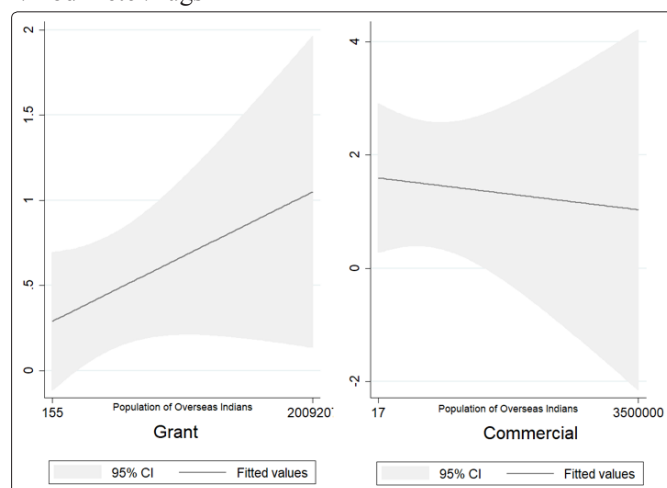 2
1.5
1
.5
0
155 Population of Overseas Indians
Grant
95% CI Fitted values
4
2
0
-2
17 Population of Overseas Indians 3500000
Commercial
95% CI Fitted values